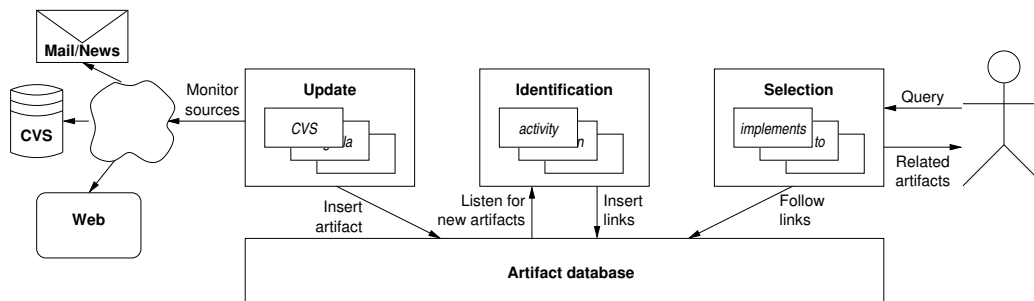 Mail/News
CVS
Web
Monitor
sources
Update
CVS
Identification
activity
Selection
implements
to
Query
Related
artifacts
Insert
artifact
Listen for
new artifacts
Insert
links
Follow
links
Artifact database